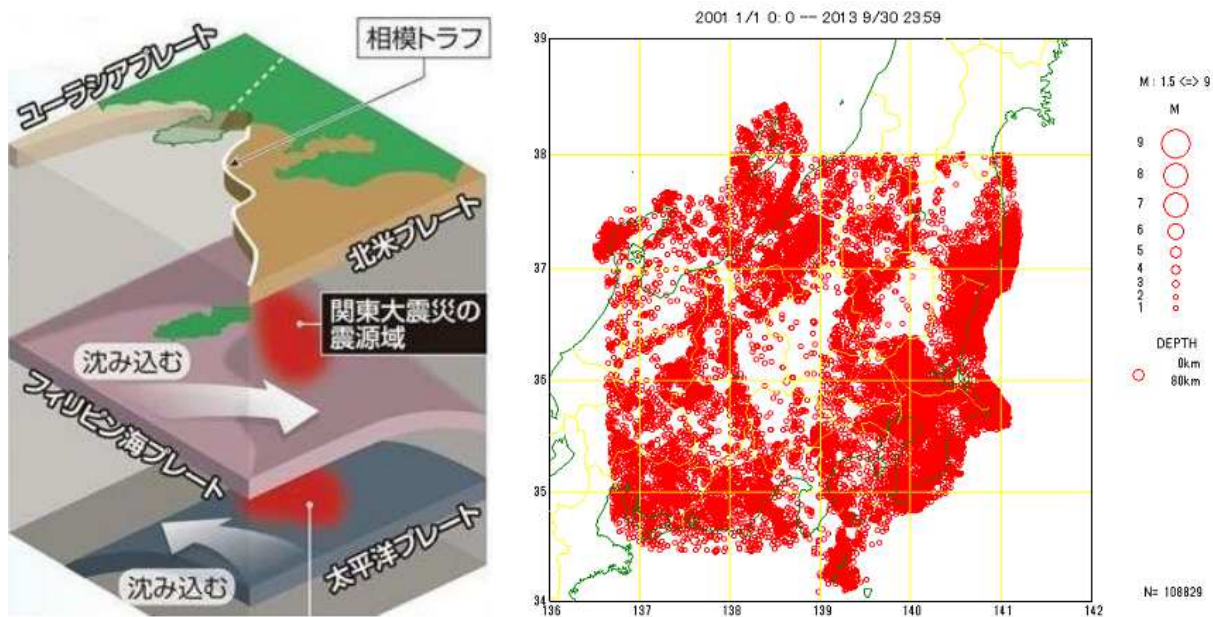 ユーラシアプレート
相模トラフ
北米プレート
関東大震災の
震源域
沈み込む
フィリピン海プレート
太平洋プレート
沈み込む
2001 1/1 0: 0 -- 2013 9/30 23:59
39
38
37
36
35
34
136
137
138
139
140
141
142
M : 1.5 <=> 9
M
9
8
7
6
5
4
3
2
1
DEPTH
0km
80km
N= 108829